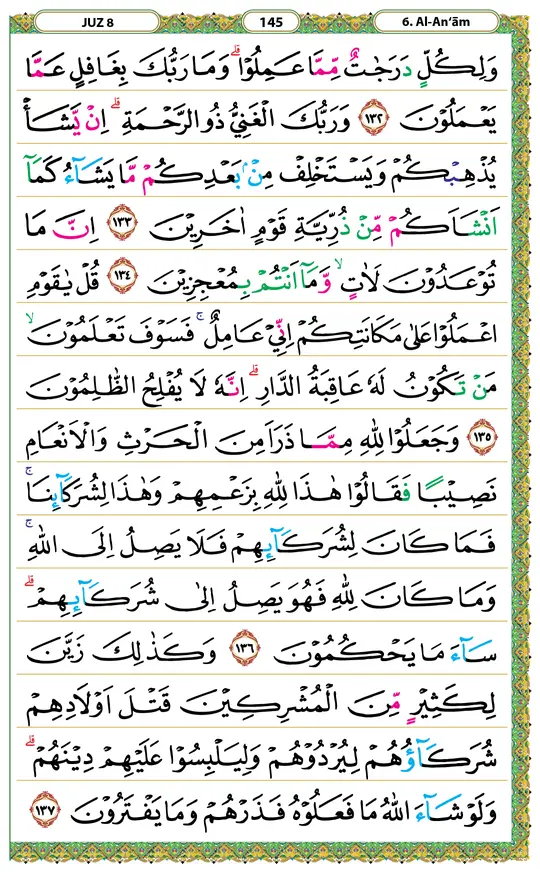 JUZ 8
145
6. Al-An‘ām
وَلِكُلٍّ دَرَجٰتٌ مِّمَّا عَمِلُوْاۗ وَمَا رَبُّكَ بِغَافِلٍ عَمَّا
يَعْمَلُوْنَ ١٣٢ وَرَبُّكَ الْغَنِيُّ ذُو الرَّحْمَةِۗ اِنْ يَّشَأْ
يُذْهِبْكُمْ وَيَسْتَخْلِفْ مِنْۢ بَعْدِكُمْ مَّا يَشَاۤءُ كَمَآ
اَنْشَاَكُمْ مِّنْ ذُرِّيَّةِ قَوْمٍ اٰخَرِيْنَ ١٣٣ اِنَّ مَا
تُوْعَدُوْنَ لَاٰتٍۙ وَّمَآ اَنْتُمْ بِمُعْجِزِيْنَ ١٣٤ قُلْ يٰقَوْمِ
اعْمَلُوْا عَلٰى مَكَانَتِكُمْ اِنِّيْ عَامِلٌۚ فَسَوْفَ تَعْلَمُوْنَۙ
مَنْ تَكُوْنُ لَهٗ عَاقِبَةُ الدَّارِۗ اِنَّهٗ لَا يُفْلِحُ الظّٰلِمُوْنَ
١٣٥ وَجَعَلُوْا لِلّٰهِ مِمَّا ذَرَاَ مِنَ الْحَرْثِ وَالْاَنْعَامِ
نَصِيْبًا فَقَالُوْا هٰذَا لِلّٰهِ بِزَعْمِهِمْ وَهٰذَا لِشُرَكَاۤىِٕنَاۚ
فَمَا كَانَ لِشُرَكَاۤىِٕهِمْ فَلَا يَصِلُ اِلَى اللّٰهِۚ
وَمَا كَانَ لِلّٰهِ فَهُوَ يَصِلُ اِلٰى شُرَكَاۤىِٕهِمْۗ
سَاۤءَ مَا يَحْكُمُوْنَ ١٣٦ وَكَذٰلِكَ زَيَّنَ
لِكَثِيْرٍ مِّنَ الْمُشْرِكِيْنَ قَتْلَ اَوْلَادِهِمْ
شُرَكَاۤؤُهُمْ لِيُرْدُوْهُمْ وَلِيَلْبِسُوْا عَلَيْهِمْ دِيْنَهُمْۗ
وَلَوْ شَاۤءَ اللّٰهُ مَا فَعَلُوْهُ فَذَرْهُمْ وَمَا يَفْتَرُوْنَ ١٣٧